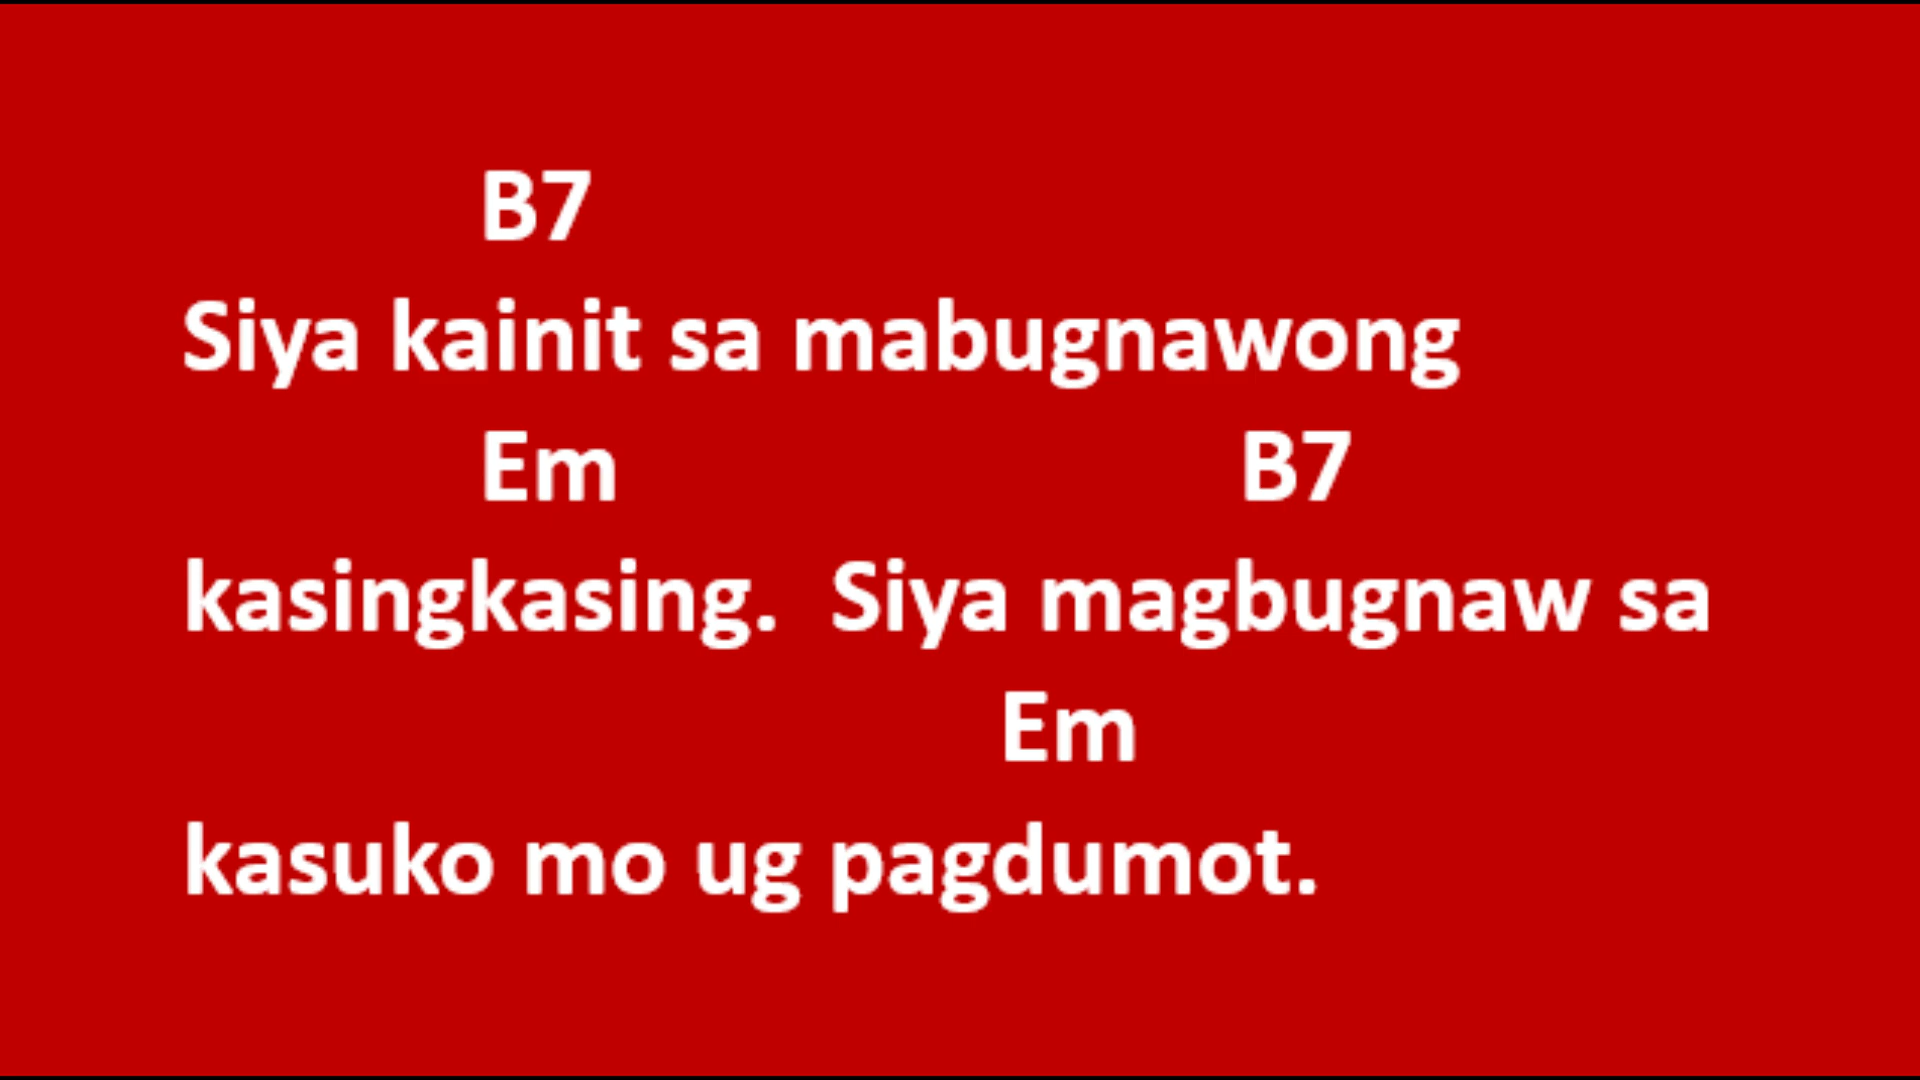 B7
Siya kainit sa mabugnawong
Em B7
kasingkasing. Siya magbugnaw sa
Em
kasuko mo ug pagdumot.